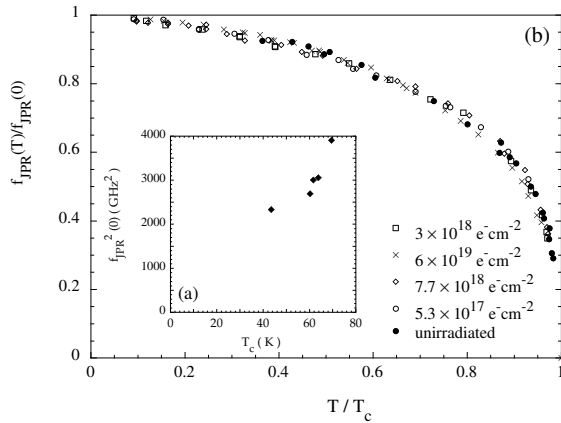 1
0.8
0.6
0.4
0.2
0
f_JPR(T)/f_JPR(0)
(b)
4000
3000
2000
1000
0
f_JPR^2 (0) ( GHz^2)
(a)
0 20 40 60 80
T_c ( K )
3 × 10^18 e^-cm^-2
6 × 10^19 e^-cm^-2
7.7 × 10^18 e^-cm^-2
5.3 × 10^17 e^-cm^-2
unirradiated
0 0.2 0.4 0.6 0.8 1
T / T_c